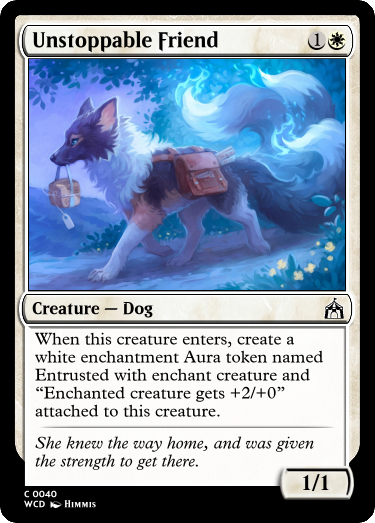 Unstoppable Friend 1
Creature — Dog
When this creature enters, create a
white enchantment Aura token named
Entrusted with enchant creature and
“Enchanted creature gets +2/+0”
attached to this creature.
She knew the way home, and was given
the strength to get there.
1/1
C 0040
WCD Himmis